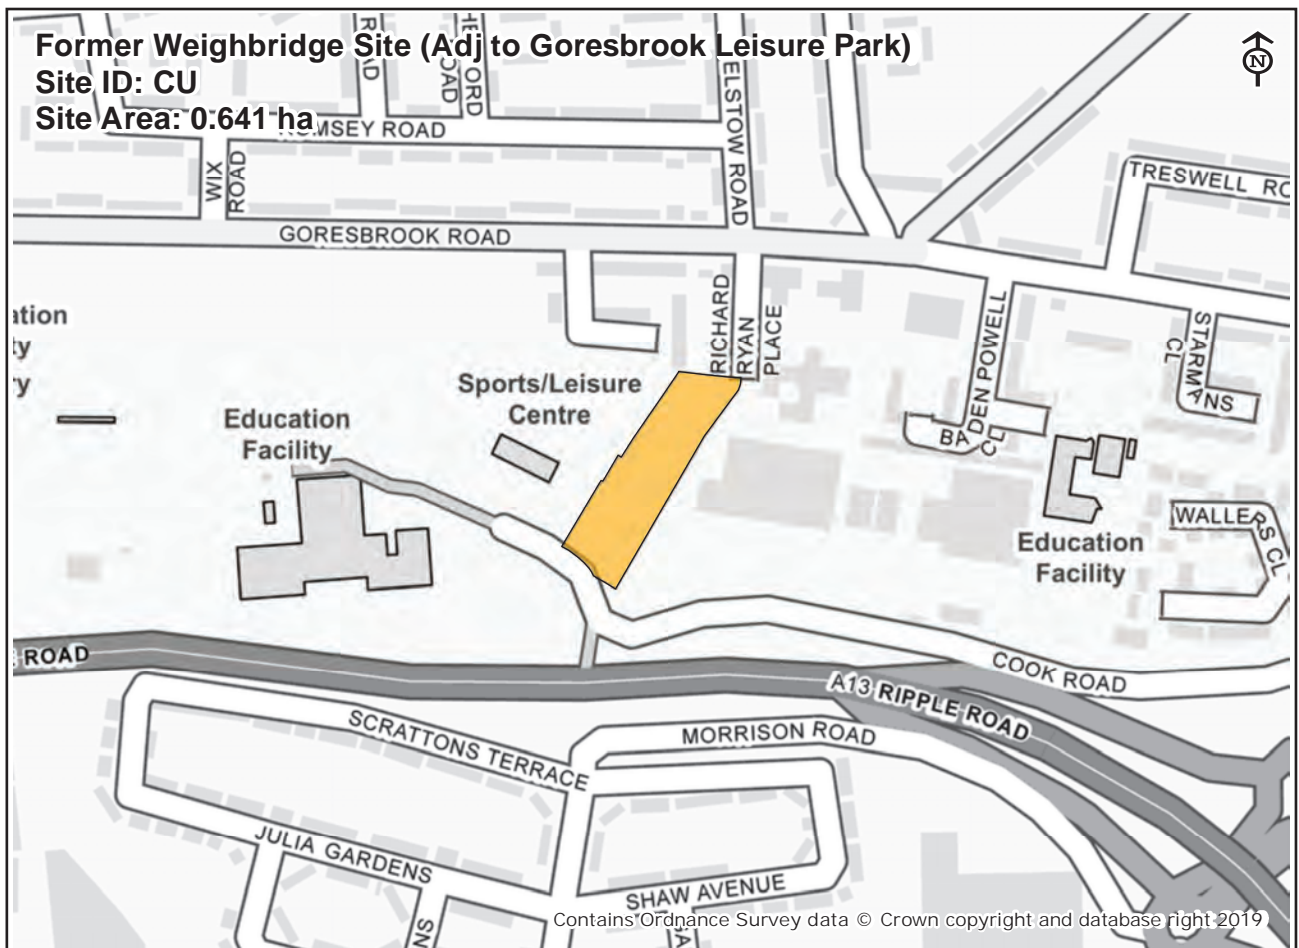 Former Weighbridge Site (Adj to Goresbrook Leisure Park)
Site ID: CU
Site Area: 0.641 ha
N
ELSTOW ROAD
WIX
ROAD
TRESWELL
GORESBROOK ROAD
RICHARD
RYAN
PLACE
BADEN POWELL
CL
STARMANS
CL
Sports/Leisure
Centre
Education
Facility
Education
Facility
WALLERS CL
ROAD
COOK ROAD
A13 RIPPLE ROAD
SCRATTONS TERRACE
MORRISON ROAD
JULIA GARDENS
SHAW AVENUE
Contains Ordnance Survey data © Crown copyright and database right 2019